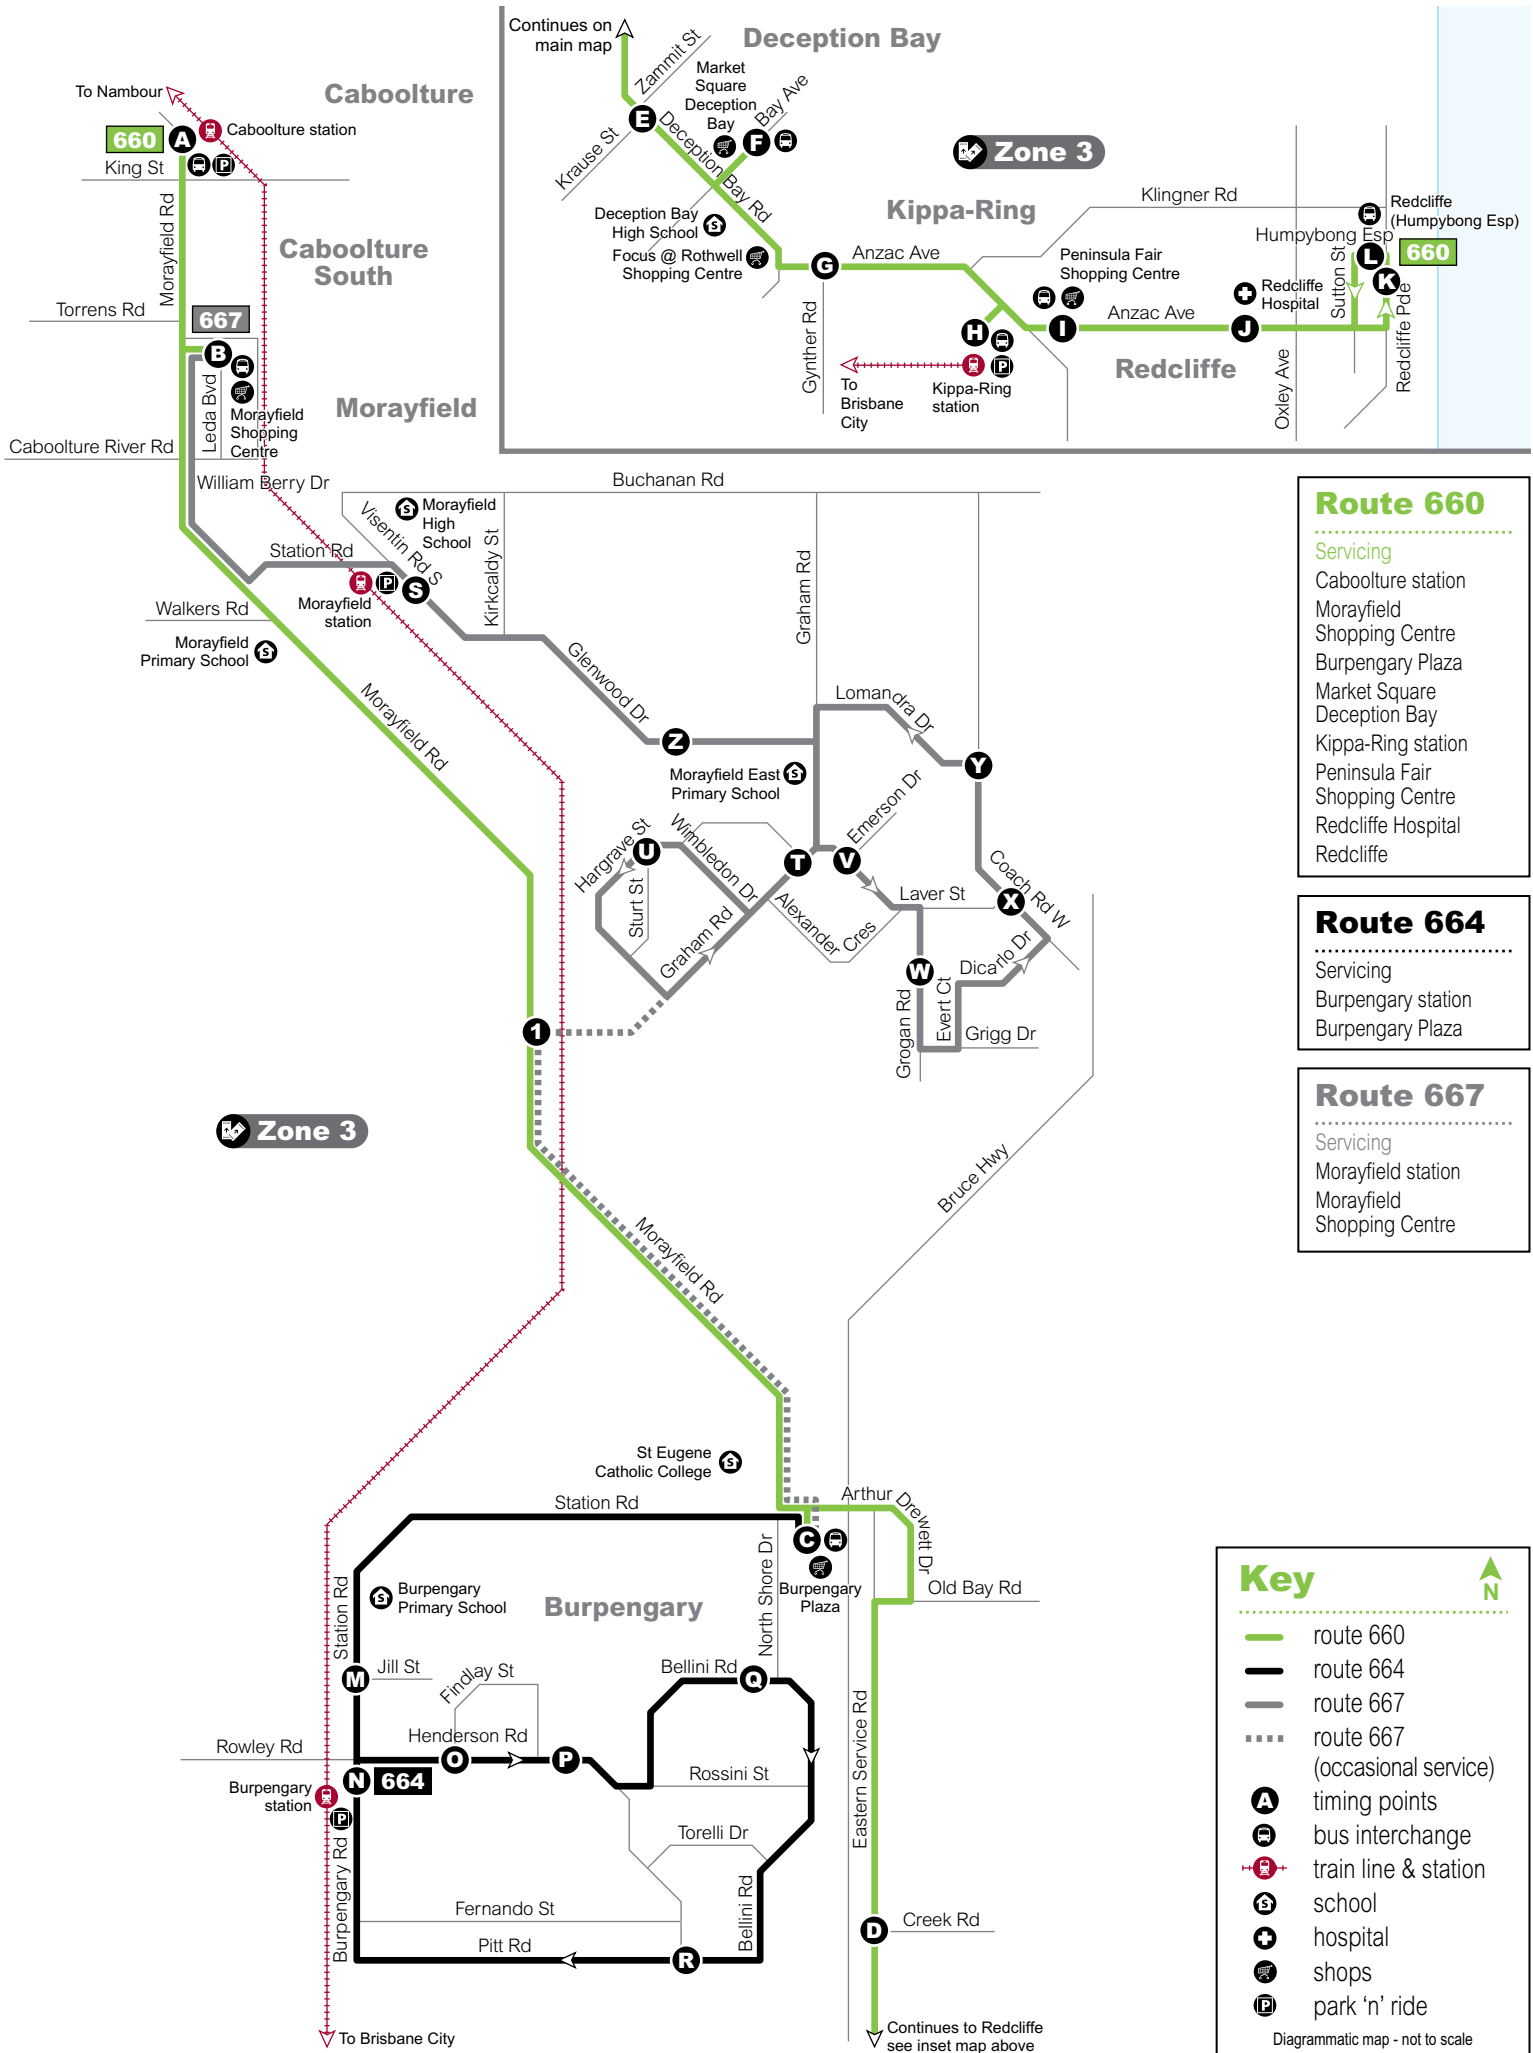 Continues on
main map
Deception Bay
Zammit St
Market
Square
Deception
Bay
Bay Ave
E
F
Krause St
Deception Bay Rd
Zone 3
Klingner Rd
Kippa-Ring
Redcliffe
(Humpybong Esp)
Humpybong Esp
L
660
K
Deception Bay
High School
Focus @ Rothwell
Shopping Centre
G
Anzac Ave
Peninsula Fair
Shopping Centre
Redcliffe
Hospital
Sutton St
Redcliffe Pde
Gynther Rd
H
I
Anzac Ave
J
Redcliffe
Oxley Ave
To
Brisbane
City
Kippa-Ring
station
P
To Nambour
Caboolture
660
A
Caboolture station
P
King St
Morayfield Rd
Caboolture
South
Torrens Rd
667
B
Leda Bvd
Morayfield
Shopping
Centre
Morayfield
Caboolture River Rd
William Berry Dr
Buchanan Rd
Visentin Rd S
Morayfield
High
School
Kirkcaldy St
Station Rd
P
S
Morayfield
station
Walkers Rd
Morayfield
Primary School
Graham Rd
Glenwood Dr
Morayfield Rd
Lomandra Dr
Z
Y
Morayfield East
Primary School
Emerson Dr
Hargrave St
U
Wimbledon Dr
T
V
Sturt St
Graham Rd
Alexander Cres
Laver St
Coach Rd W
X
W
Dicarlo Dr
Grogan Rd
Evert Ct
Grigg Dr
1
Zone 3
Bruce Hwy
Morayfield Rd
St Eugene
Catholic College
Station Rd
Arthur Drewett Dr
C
Burpengary
Plaza
North Shore Dr
Old Bay Rd
Station Rd
Burpengary
Primary School
Burpengary
M
Jill St
Findlay St
Bellini Rd
Q
Henderson Rd
Rowley Rd
O
P
N
664
Burpengary
station
P
Rossini St
Torelli Dr
Eastern Service Rd
Burpengary Rd
Fernando St
Bellini Rd
Pitt Rd
R
D
Creek Rd
To Brisbane City
Continues to Redcliffe
see inset map above
Route 660
Servicing
Caboolture station
Morayfield
Shopping Centre
Burpengary Plaza
Market Square
Deception Bay
Kippa-Ring station
Peninsula Fair
Shopping Centre
Redcliffe Hospital
Redcliffe
Route 664
Servicing
Burpengary station
Burpengary Plaza
Route 667
Servicing
Morayfield station
Morayfield
Shopping Centre
Key
N
route 660
route 664
route 667
route 667
(occasional service)
A timing points
bus interchange
train line & station
S school
hospital
shops
P park ‘n’ ride
Diagrammatic map - not to scale